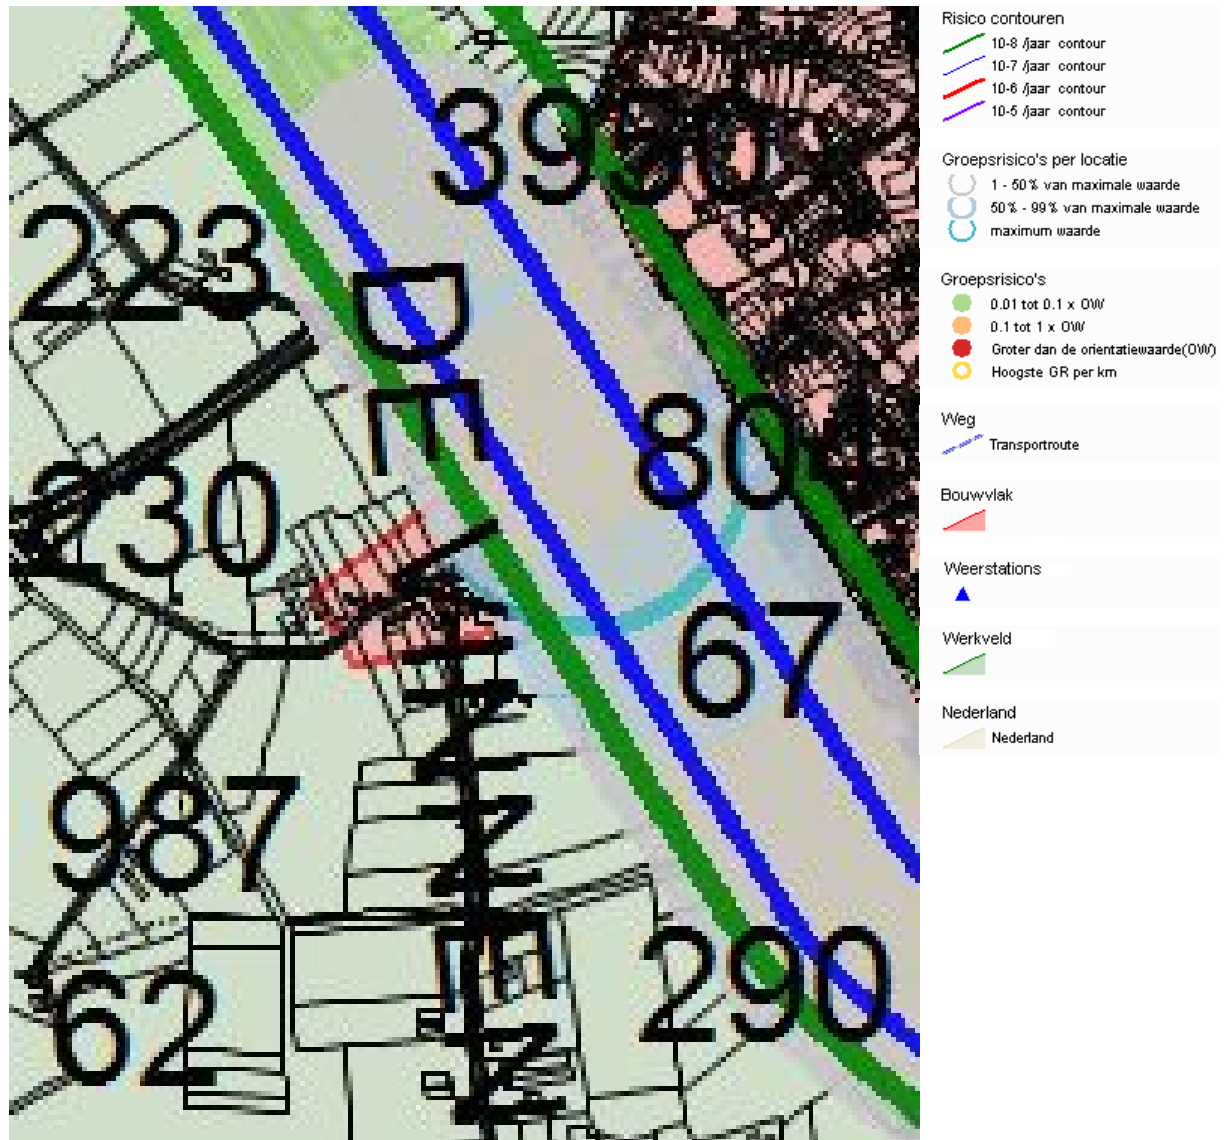 Risico contouren
10-8 /jaar contour
10-7 /jaar contour
10-6 /jaar contour
10-5 /jaar contour
Groepsrisico's per locatie
1 - 50% van maximale waarde
50% - 99% van maximale waarde
maximum waarde
Groepsrisico's
0.01 tot 0.1 x OW
0.1 tot 1 x OW
Groter dan de orientatiewaarde(OW)
Hoogste GR per km
Weg
Transportroute
Bouwvlak
Weerstations
Werkveld
Nederland
Nederland
223
D
E
80
30
67
987
62
290